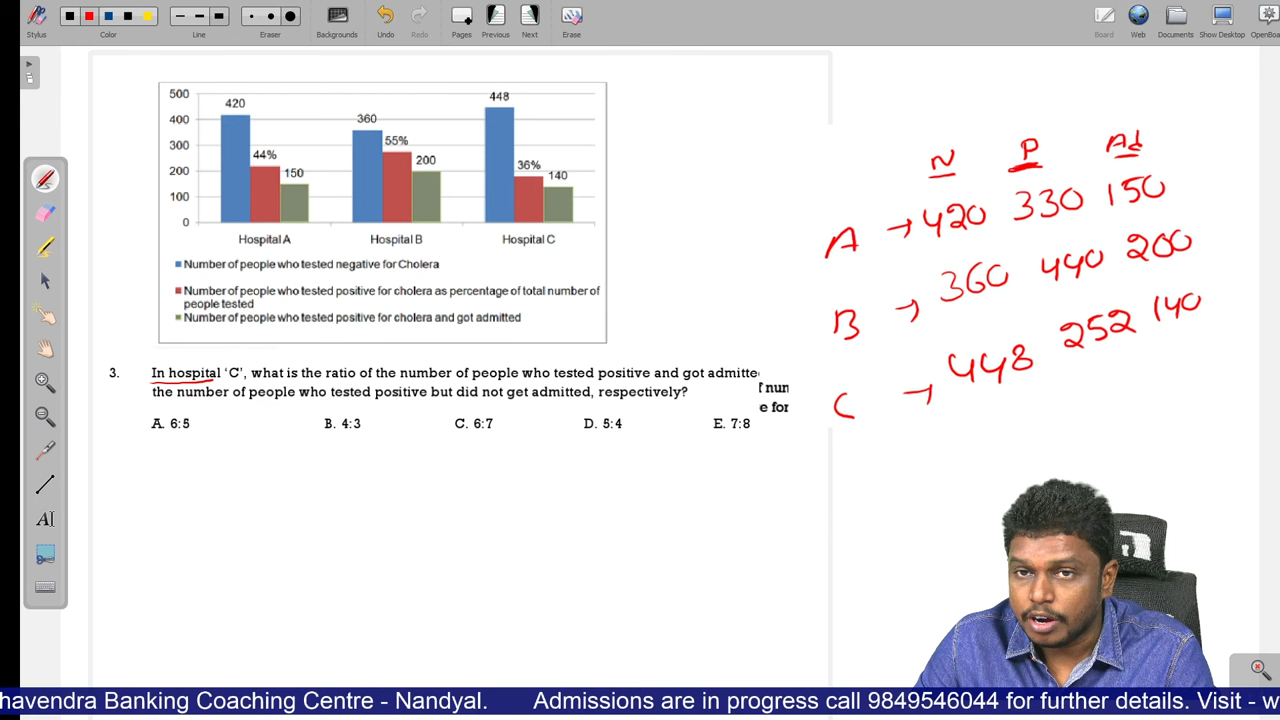 Stylus Color Line Eraser Backgrounds Undo Redo Pages Previous Next Erase Board Web Documents Show Desktop OpenBoa
500
400
300
200
100
0
420
44%
150
360
55%
200
448
36%
140
Hospital A Hospital B Hospital C
Number of people who tested negative for Cholera
Number of people who tested positive for cholera as percentage of total number of
people tested
Number of people who tested positive for cholera and got admitted
N P Ad
A → 420 330 150
B → 360 440 200
C → 448 252 140
3. In hospital ‘C’, what is the ratio of the number of people who tested positive and got admitte
the number of people who tested positive but did not get admitted, respectively?
f num
e for
A. 6:5 B. 4:3 C. 6:7 D. 5:4 E. 7:8
havendra Banking Coaching Centre - Nandyal. Admissions are in progress call 9849546044 for further details. Visit - w